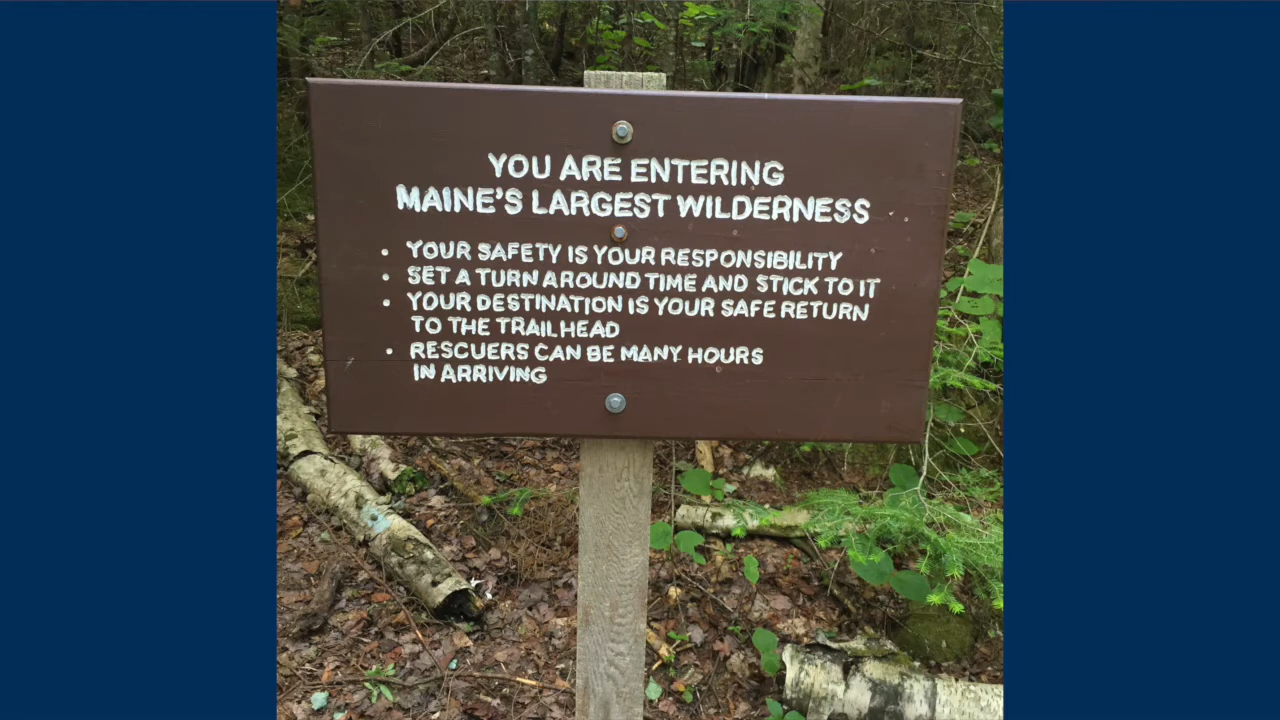 YOU ARE ENTERING
MAINE'S LARGEST WILDERNESS
• YOUR SAFETY IS YOUR RESPONSIBILITY
• SET A TURN AROUND TIME AND STICK TO IT
• YOUR DESTINATION IS YOUR SAFE RETURN
TO THE TRAILHEAD
• RESCUERS CAN BE MANY HOURS
IN ARRIVING